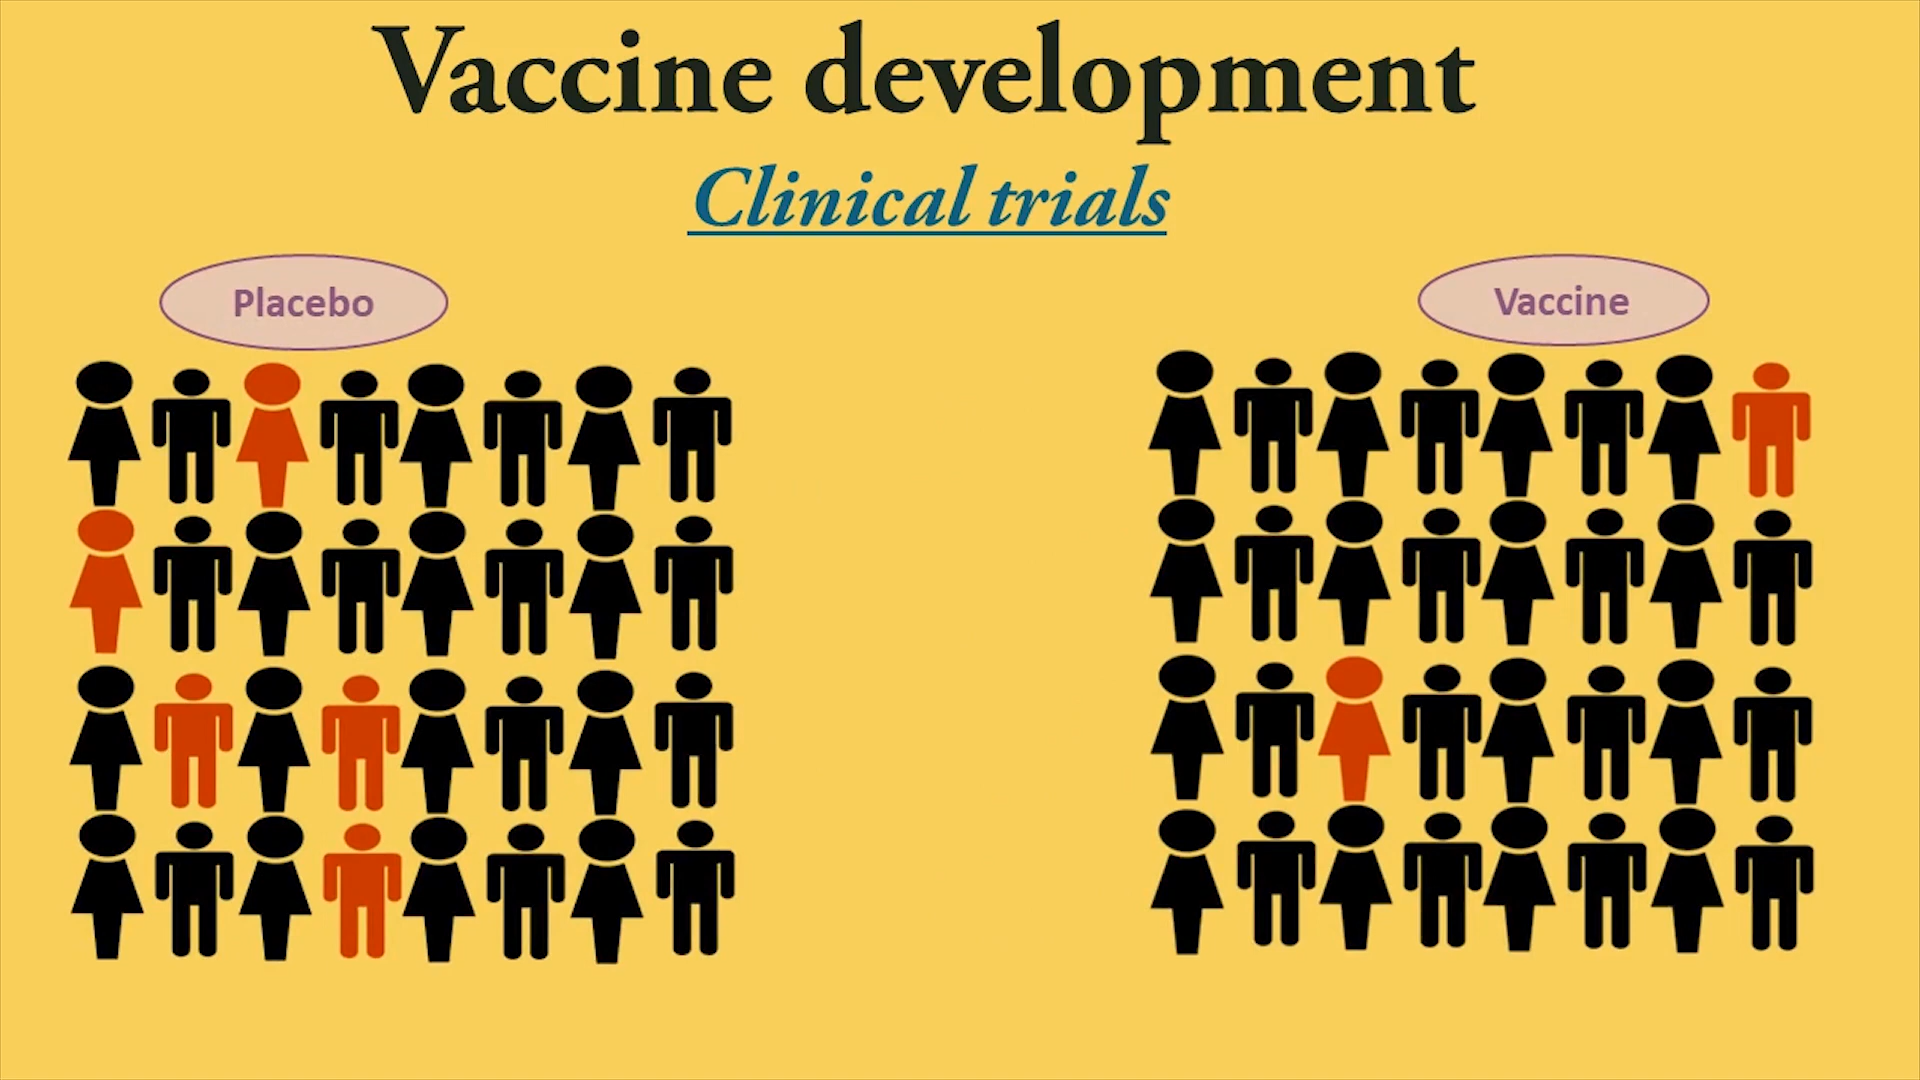 Vaccine development
Clinical trials
Placebo
Vaccine